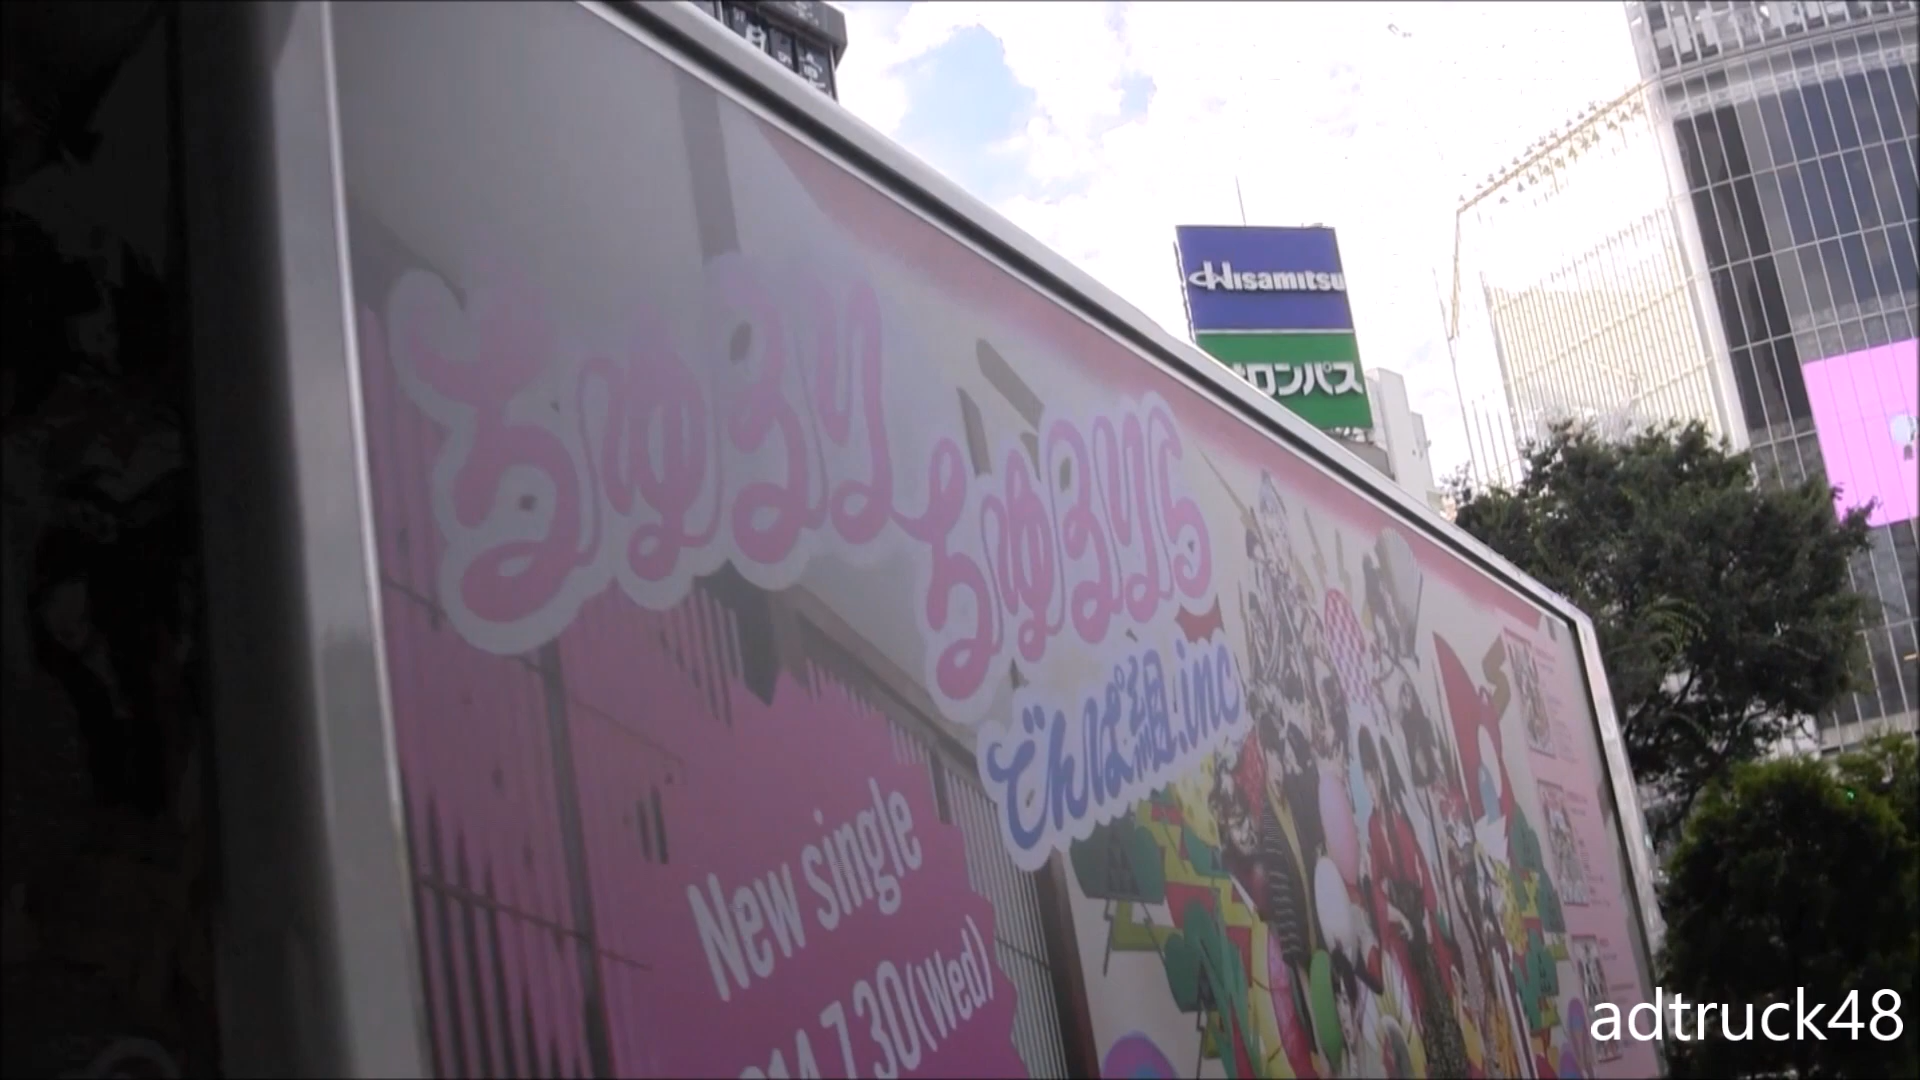 Hisamitsu
ロンパス
ちゅるりちゅるりら
でんぱ組.inc
New single
014.7.30(Wed)
adtruck48